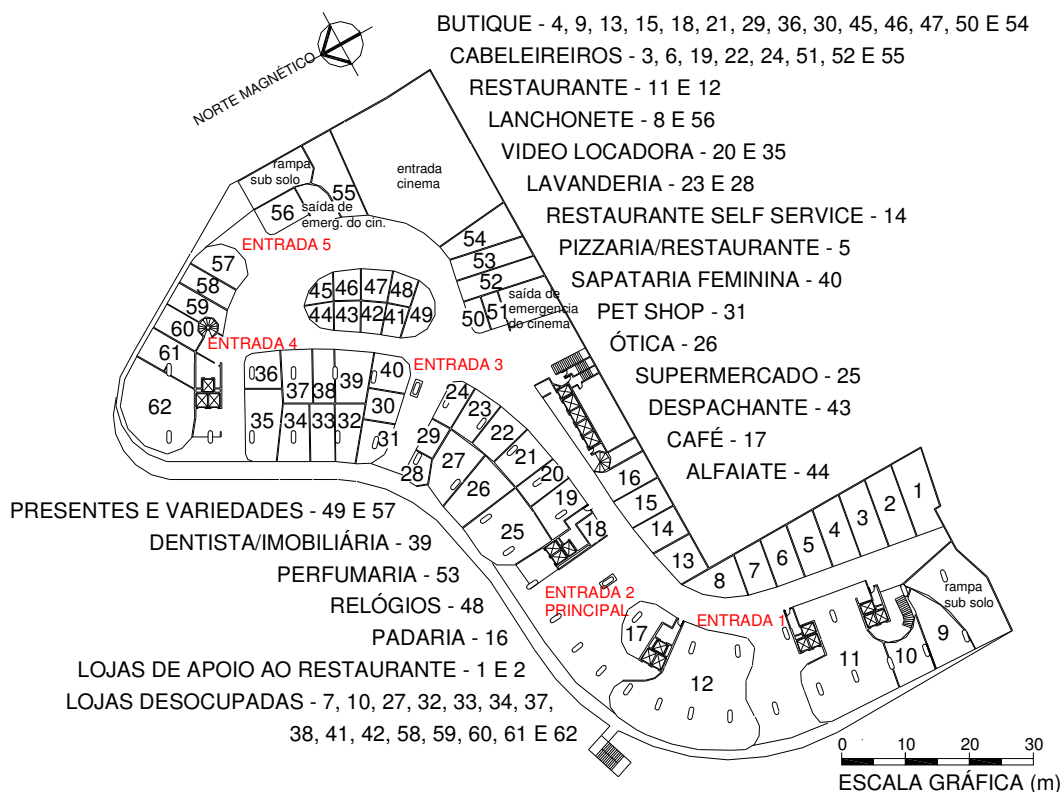 BUTIQUE - 4, 9, 13, 15, 18, 21, 29, 36, 30, 45, 46, 47, 50 E 54
CABELEIREIROS - 3, 6, 19, 22, 24, 51, 52 E 55
RESTAURANTE - 11 E 12
LANCHONETE - 8 E 56
VIDEO LOCADORA - 20 E 35
LAVANDERIA - 23 E 28
RESTAURANTE SELF SERVICE - 14
PIZZARIA/RESTAURANTE - 5
SAPATARIA FEMININA - 40
PET SHOP - 31
ÓTICA - 26
SUPERMERCADO - 25
DESPACHANTE - 43
CAFÉ - 17
ALFAIATE - 44
NORTE MAGNÉTICO
rampa
sub solo
entrada
cinema
55
56
saída de
emerg. do cin.
ENTRADA 5
54
53
52
51
50
saída de
emergencia
do cinema
57
58
59
60
61
62
ENTRADA 4
45 46 47 48
44 43 42 41 49
ENTRADA 3
36 37 38 39 40
35 34 33 32 30
31
24
23
22
21
20
19
18
29
28
27
26
25
16
15
14
13
8 7 6 5 4 3 2 1
ENTRADA 2
PRINCIPAL
ENTRADA 1
rampa
sub solo
17
12
11
10
9
PRESENTES E VARIEDADES - 49 E 57
DENTISTA/IMOBILIÁRIA - 39
PERFUMARIA - 53
RELÓGIOS - 48
PADARIA - 16
LOJAS DE APOIO AO RESTAURANTE - 1 E 2
LOJAS DESOCUPADAS - 7, 10, 27, 32, 33, 34, 37,
38, 41, 42, 58, 59, 60, 61 E 62
0 10 20 30
ESCALA GRÁFICA (m)